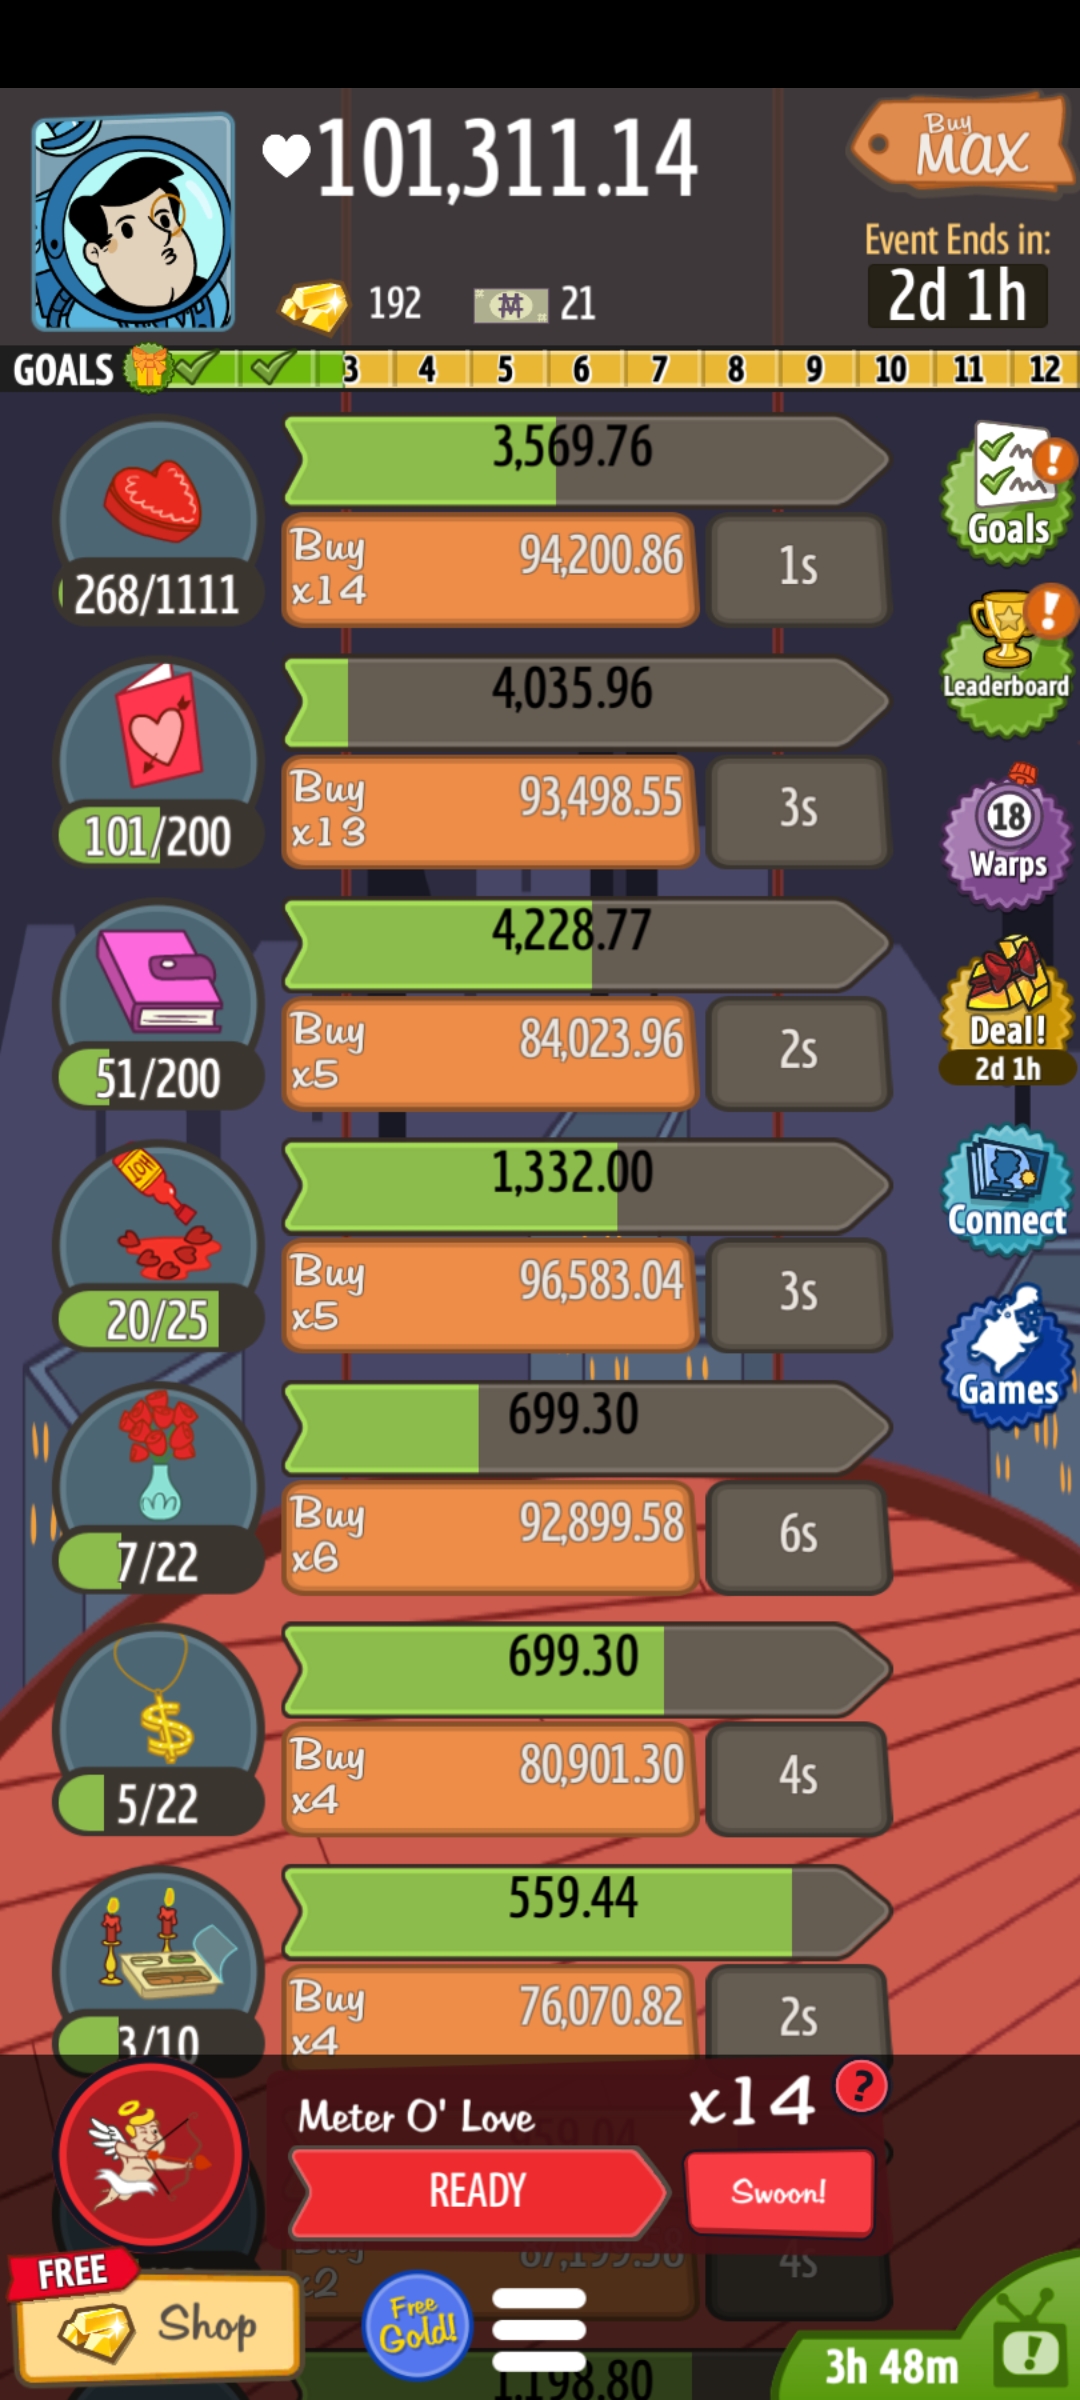 101,311.14
Buy
MAX
192
21
Event Ends in:
2d 1h
GOALS 3 4 5 6 7 8 9 10 11 12
3,569.76
Buy
x14
94,200.86
1s
268/1111
Goals
4,035.96
Buy
x13
93,498.55
3s
101/200
Leaderboard
18
Warps
4,228.77
Buy
x5
84,023.96
2s
51/200
Deal!
2d 1h
HOT
1,332.00
Buy
x5
96,583.04
3s
20/25
Connect
699.30
Buy
x6
92,899.58
6s
7/22
Games
699.30
Buy
x4
80,901.30
4s
5/22
559.44
Buy
x4
76,070.82
2s
3/10
Meter O' Love
x14
?
READY
Swoon!
Buy
x2
4s
FREE
Shop
Free
Gold!
3h 48m
1,198.80